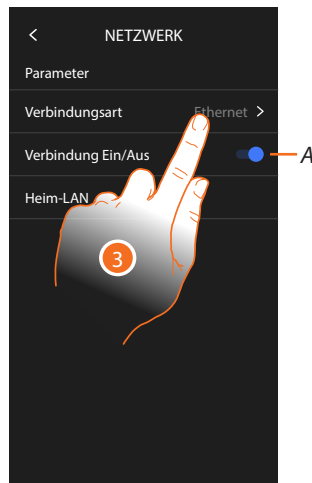 NETZWERK
Parameter
Verbindungsart Ethernet
Verbindung Ein/Aus A
Heim-LAN
3